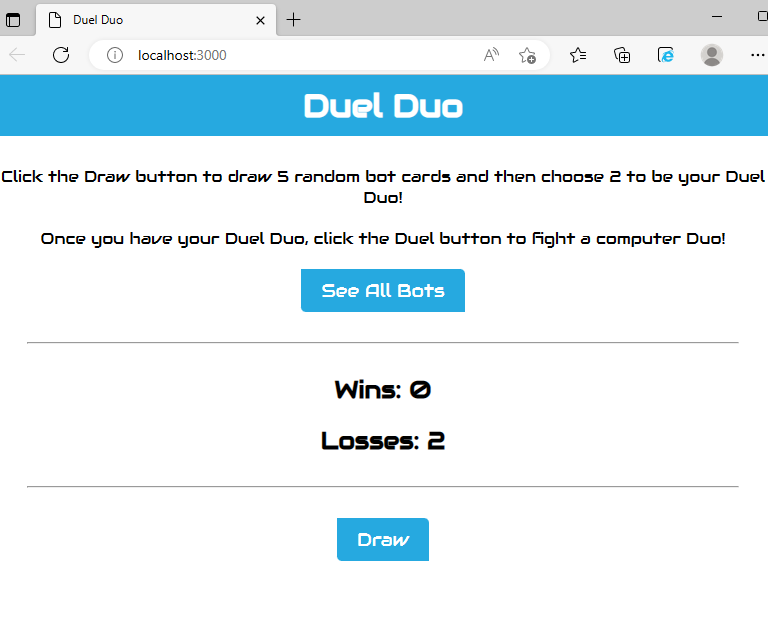 Duel Duo
localhost:3000
Duel Duo
Click the Draw button to draw 5 random bot cards and then choose 2 to be your Duel
Duo!
Once you have your Duel Duo, click the Duel button to fight a computer Duo!
See All Bots
Wins: 0
Losses: 2
Draw